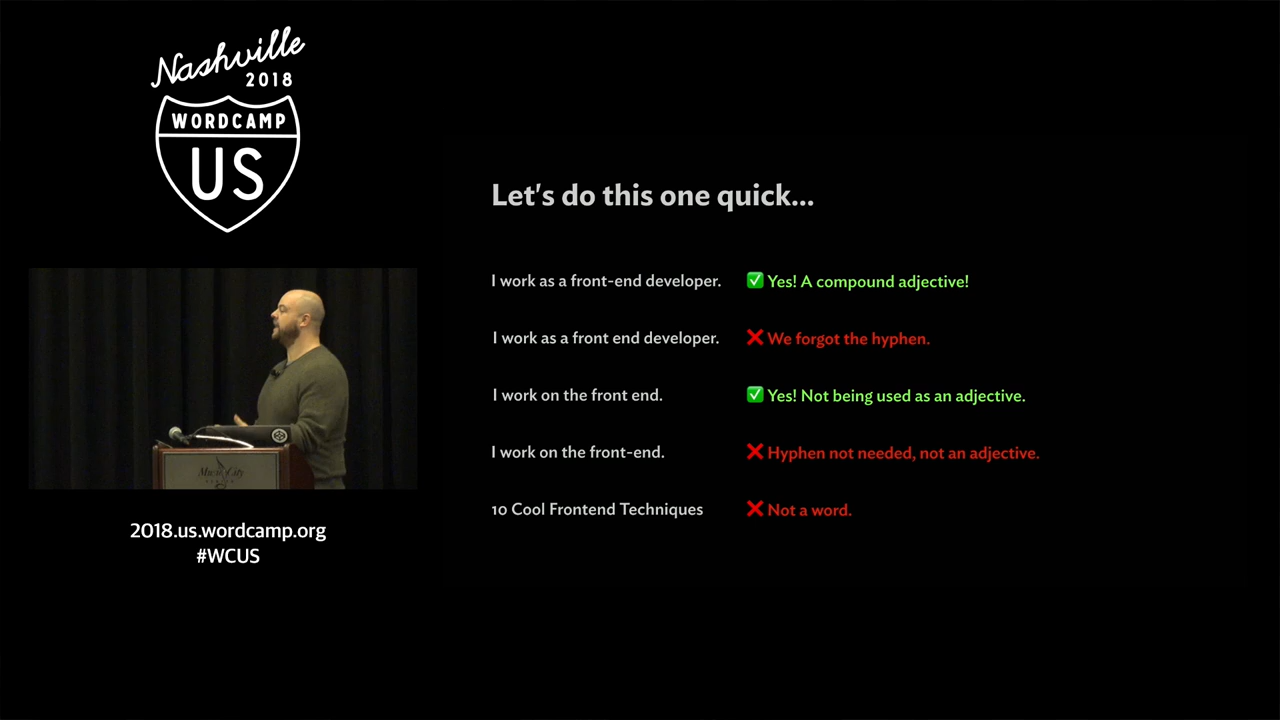 Nashville
2018
WORDCAMP
US
Let's do this one quick...
I work as a front-end developer. ✅ Yes! A compound adjective!
I work as a front end developer. ❌ We forgot the hyphen.
I work on the front end. ✅ Yes! Not being used as an adjective.
I work on the front-end. ❌ Hyphen not needed, not an adjective.
10 Cool Frontend Techniques ❌ Not a word.
Music City
2018.us.wordcamp.org
#WCUS